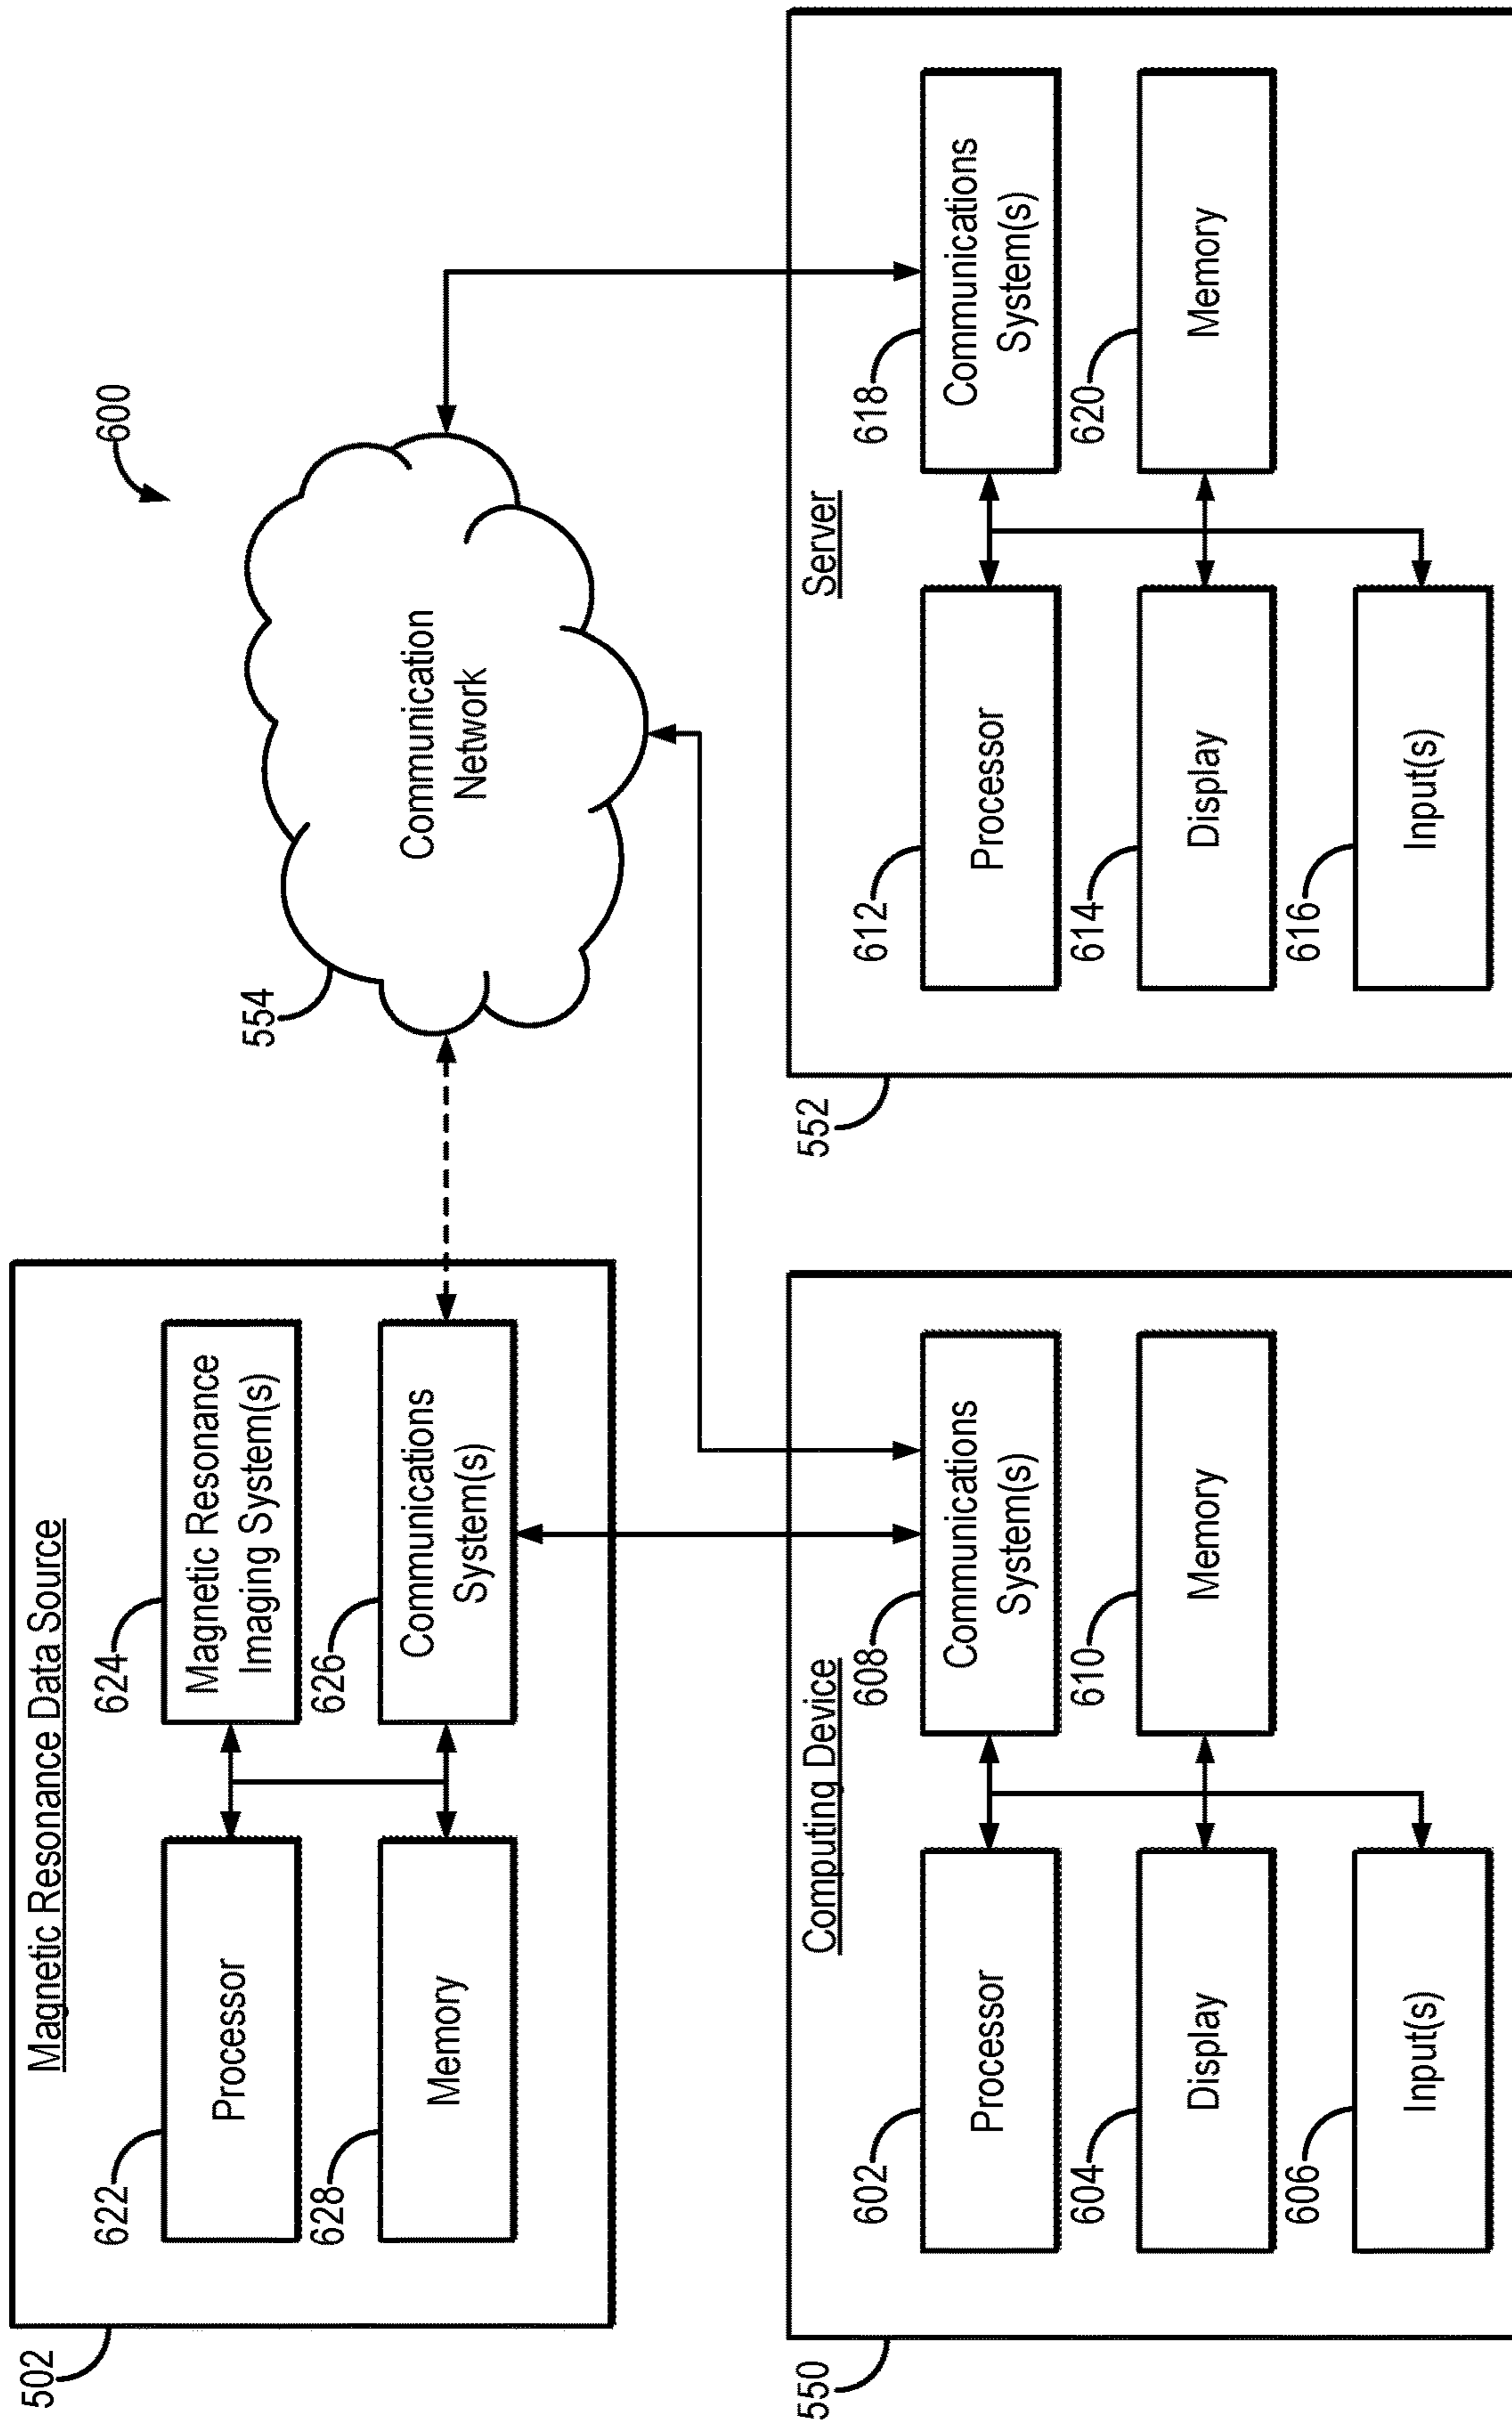 600
502
Magnetic Resonance Data Source
622
Processor
624
Magnetic Resonance
Imaging System(s)
628
Memory
626
Communications
System(s)
554
Communication
Network
550
Computing Device
602
Processor
608
Communications
System(s)
604
Display
610
Memory
606
Input(s)
552
Server
612
Processor
618
Communications
System(s)
614
Display
620
Memory
616
Input(s)